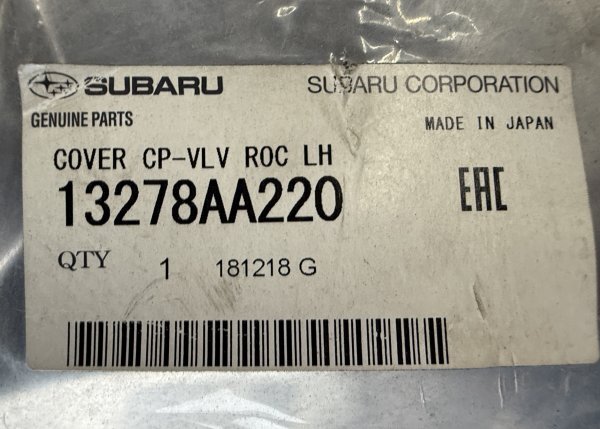 SUBARU SUBARU CORPORATION
GENUINE PARTS MADE IN JAPAN
COVER CP-VLV ROC LH
13278AA220 EAC
QTY 1 181218 G